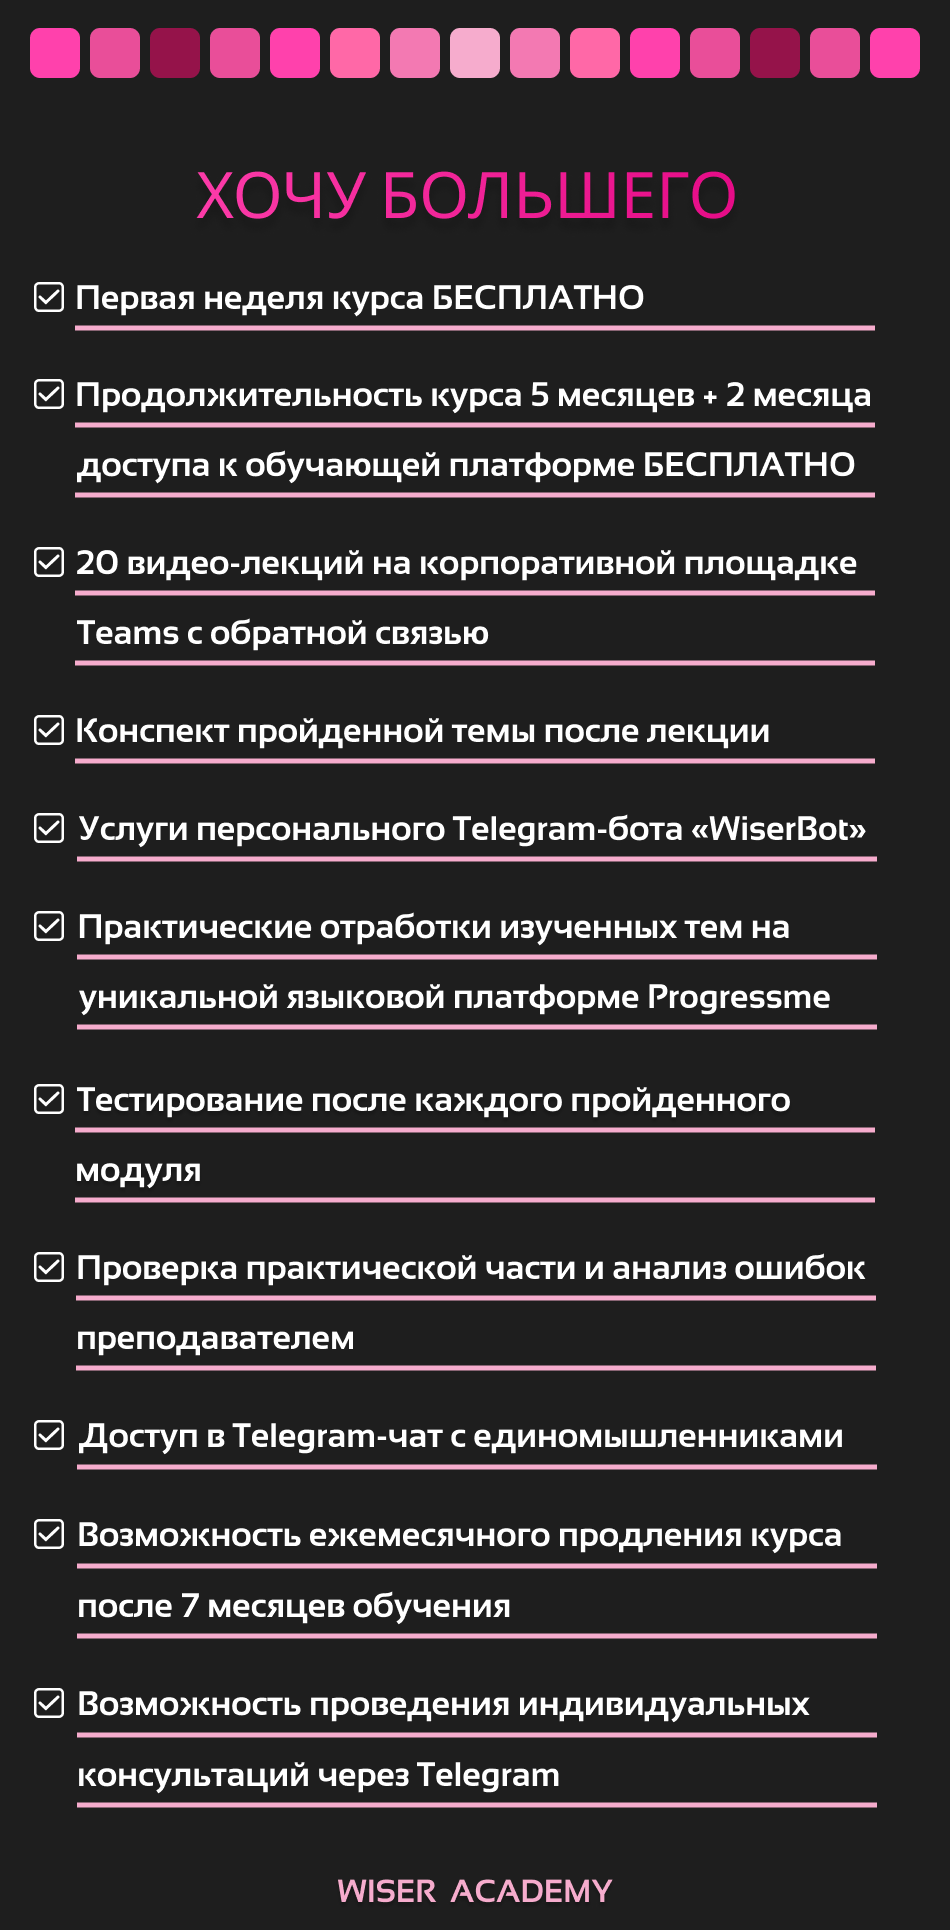 ХОЧУ БОЛЬШЕГО
Первая неделя курса БЕСПЛАТНО
Продолжительность курса 5 месяцев + 2 месяца
доступа к обучающей платформе БЕСПЛАТНО
20 видео-лекций на корпоративной площадке
Teams с обратной связью
Конспект пройденной темы после лекции
Услуги персонального Telegram-бота «WiserBot»
Практические отработки изученных тем на
уникальной языковой платформе Progressme
Тестирование после каждого пройденного
модуля
Проверка практической части и анализ ошибок
преподавателем
Доступ в Telegram-чат с единомышленниками
Возможность ежемесячного продления курса
после 7 месяцев обучения
Возможность проведения индивидуальных
консультаций через Telegram
WISER ACADEMY